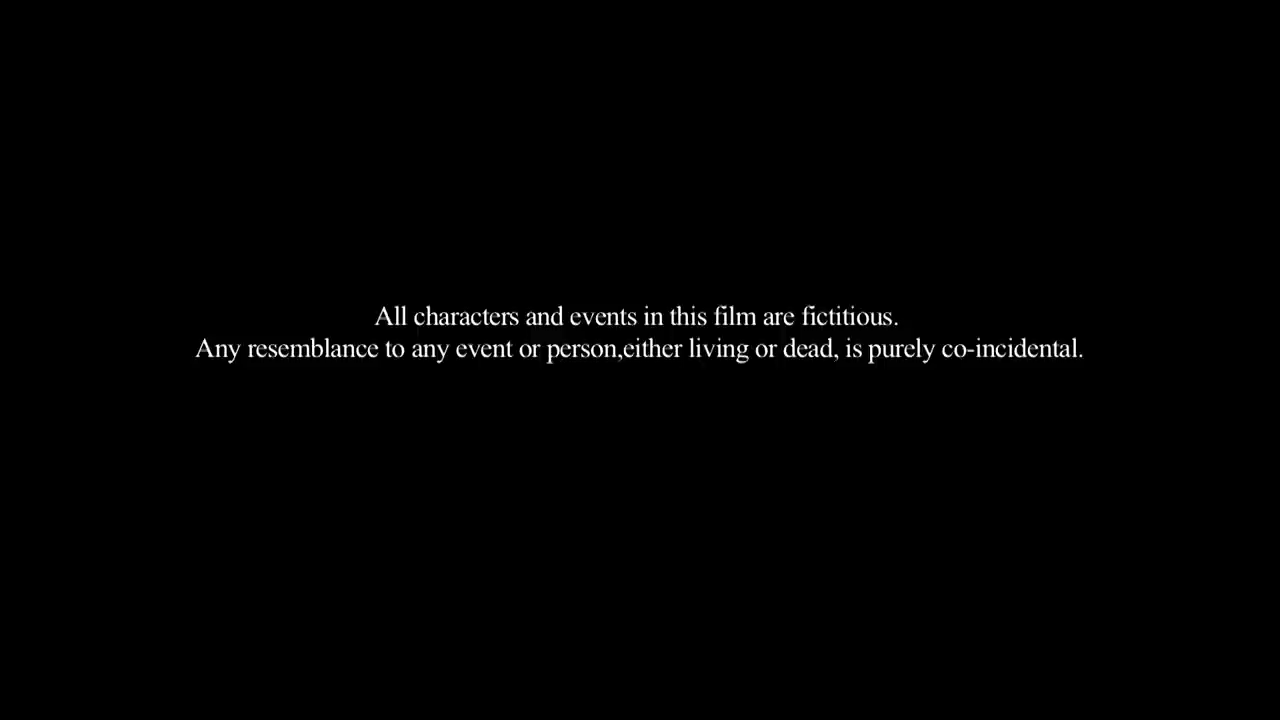 All characters and events in this film are fictitious.
Any resemblance to any event or person,either living or dead, is purely co-incidental.